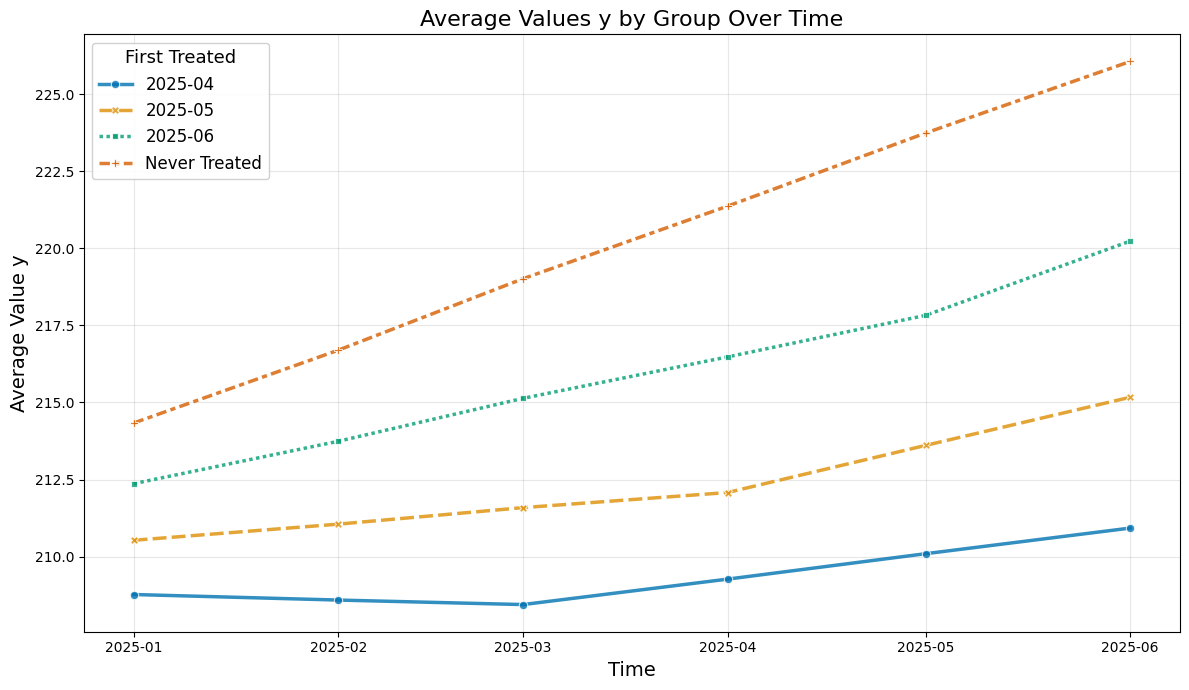 Average Values y by Group Over Time
First Treated
2025-04
2025-05
2025-06
Never Treated
Average Value y
225.0
222.5
220.0
217.5
215.0
212.5
210.0
2025-01 2025-02 2025-03 2025-04 2025-05 2025-06
Time